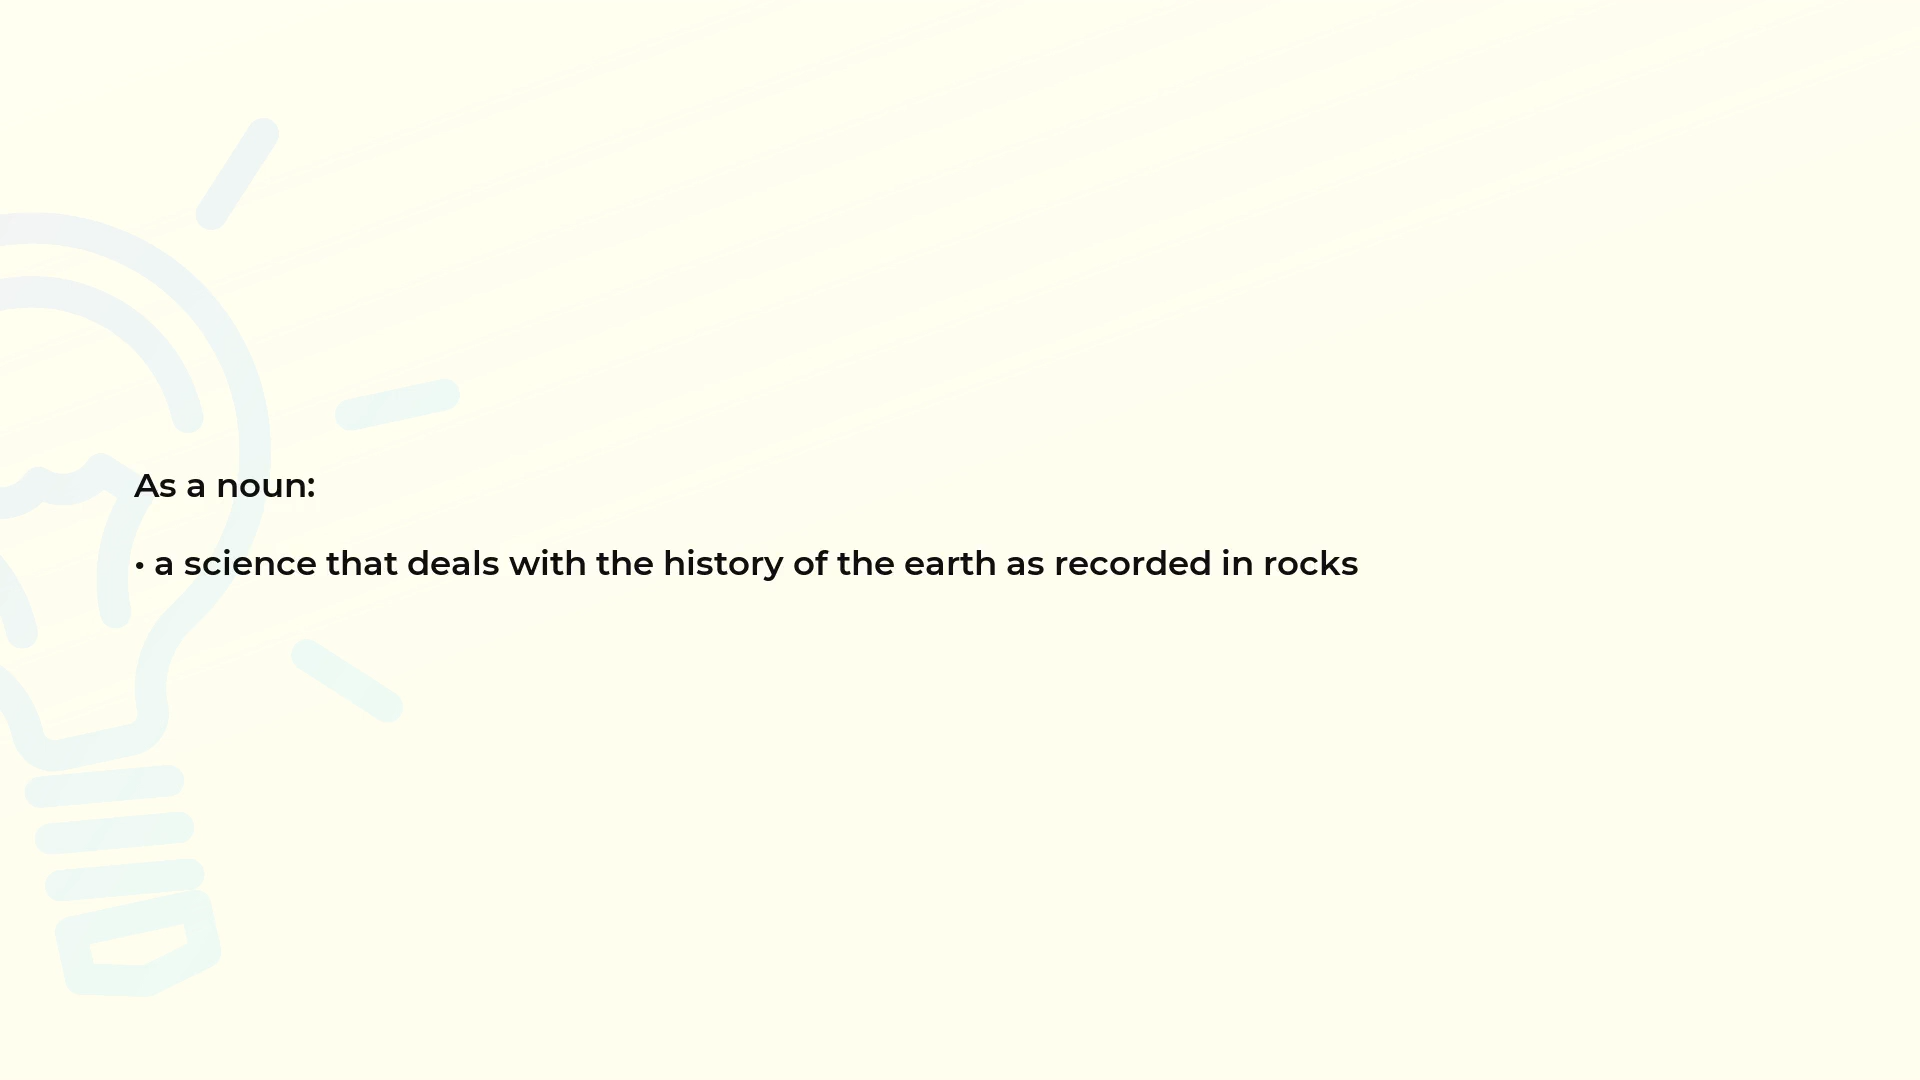 As a noun:
• a science that deals with the history of the earth as recorded in rocks